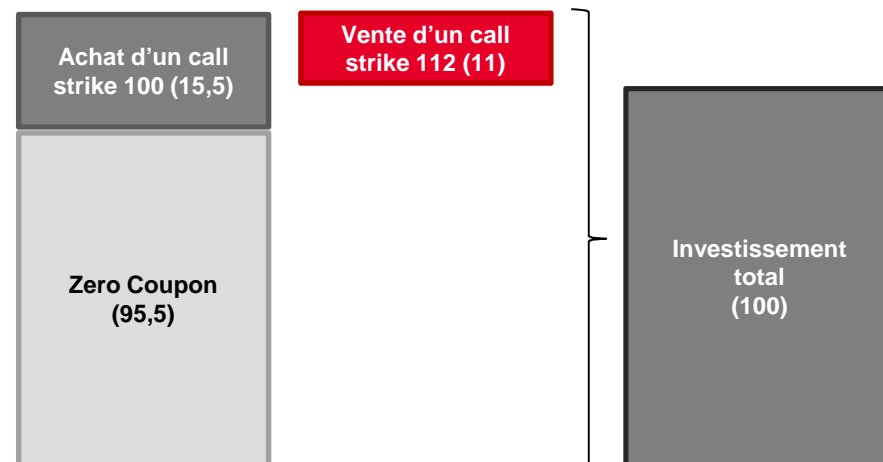 Achat d’un call
strike 100 (15,5)
Vente d’un call
strike 112 (11)
Zero Coupon
(95,5)
Investissement
total
(100)